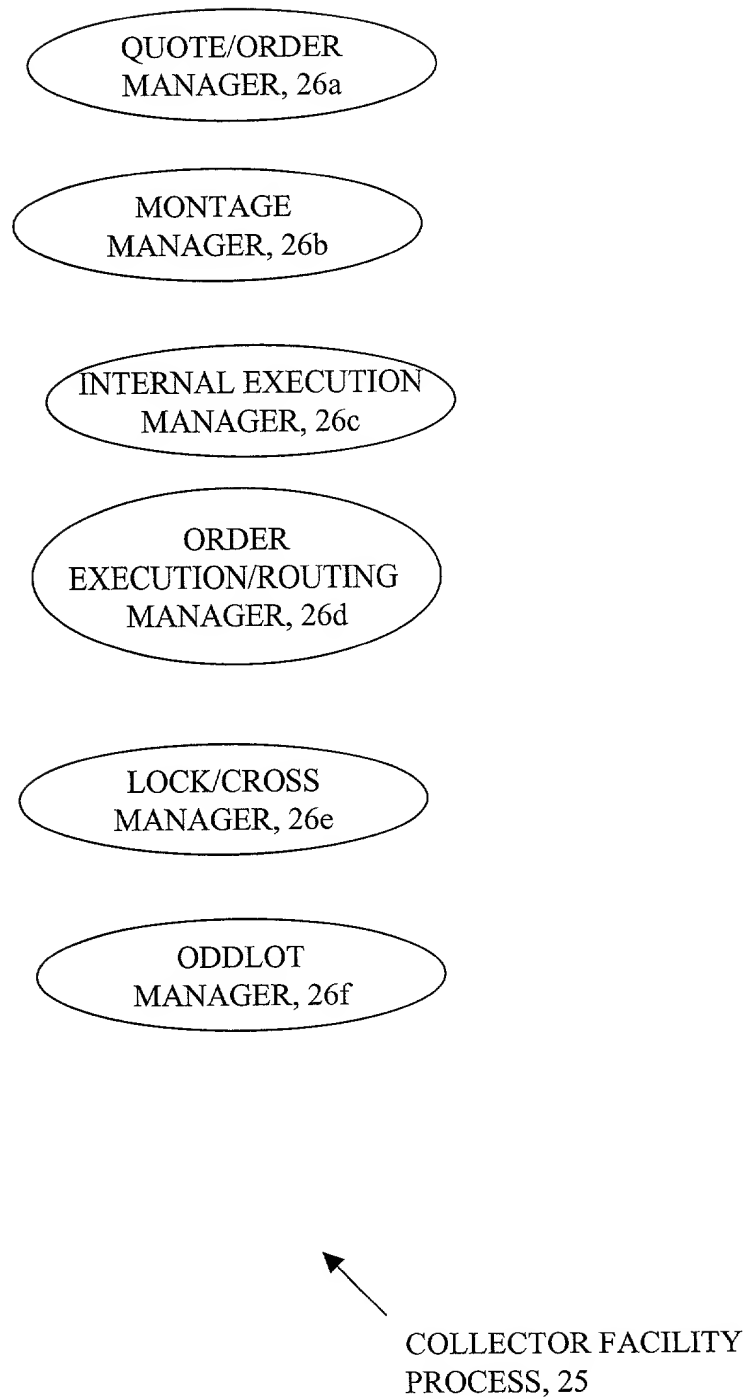 QUOTE/ORDER
MANAGER, 26a
MONTAGE
MANAGER, 26b
INTERNAL EXECUTION
MANAGER, 26c
ORDER
EXECUTION/ROUTING
MANAGER, 26d
LOCK/CROSS
MANAGER, 26e
ODDLOT
MANAGER, 26f
COLLECTOR FACILITY
PROCESS, 25